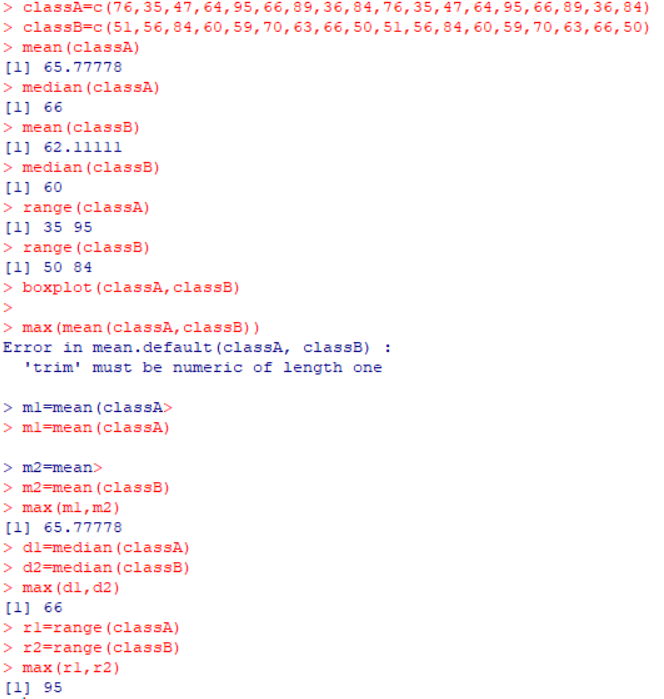 > classA=c(76,35,47,64,95,66,89,36,84,76,35,47,64,95,66,89,36,84)
> classB=c(51,56,84,60,59,70,63,66,50,51,56,84,60,59,70,63,66,50)
> mean(classA)
[1] 65.77778
> median(classA)
[1] 66
> mean(classB)
[1] 62.11111
> median(classB)
[1] 60
> range(classA)
[1] 35 95
> range(classB)
[1] 50 84
> boxplot(classA,classB)
>
> max(mean(classA,classB))
Error in mean.default(classA, classB) :
'trim' must be numeric of length one
> m1=mean(classA>
> m1=mean(classA)
> m2=mean>
> m2=mean(classB)
> max(m1,m2)
[1] 65.77778
> d1=median(classA)
> d2=median(classB)
> max(d1,d2)
[1] 66
> r1=range(classA)
> r2=range(classB)
> max(r1,r2)
[1] 95